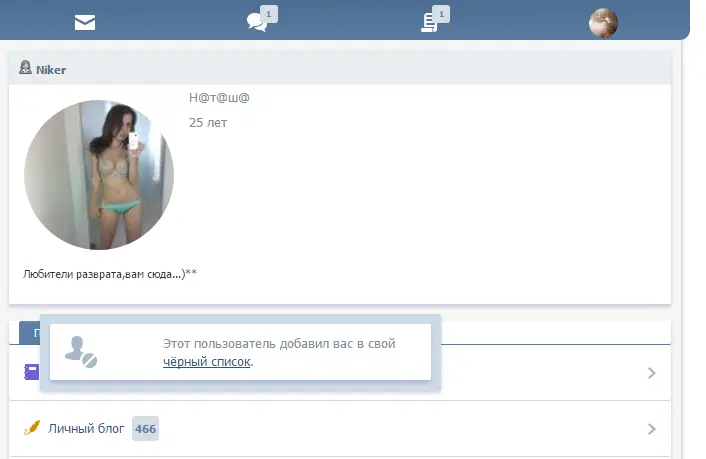 1
1
Niker
Н@т@ш@
25 лет
Любители разврата,вам сюда...)**
П
Этот пользователь добавил вас в свой
чёрный список.
Личный блог 466